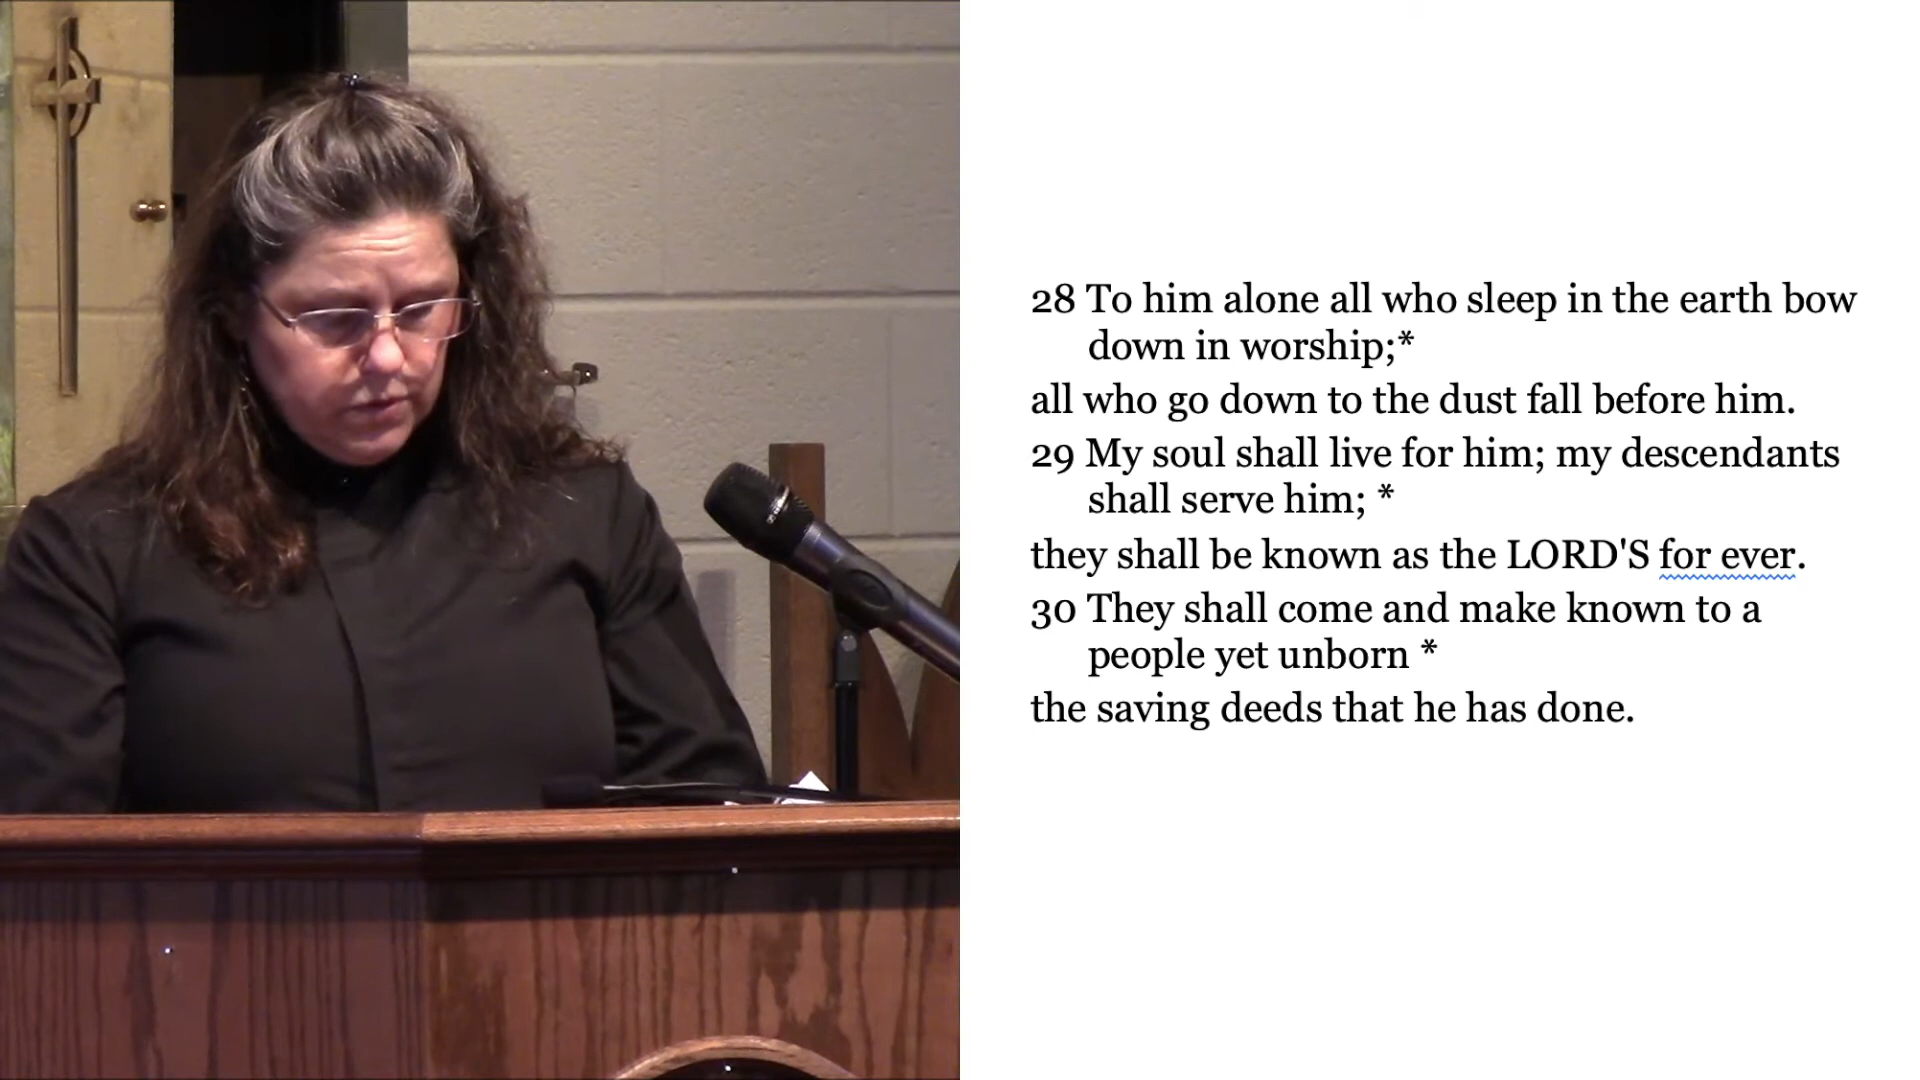 28 To him alone all who sleep in the earth bow
down in worship;*
all who go down to the dust fall before him.
29 My soul shall live for him; my descendants
shall serve him; *
they shall be known as the LORD'S for ever.
30 They shall come and make known to a
people yet unborn *
the saving deeds that he has done.